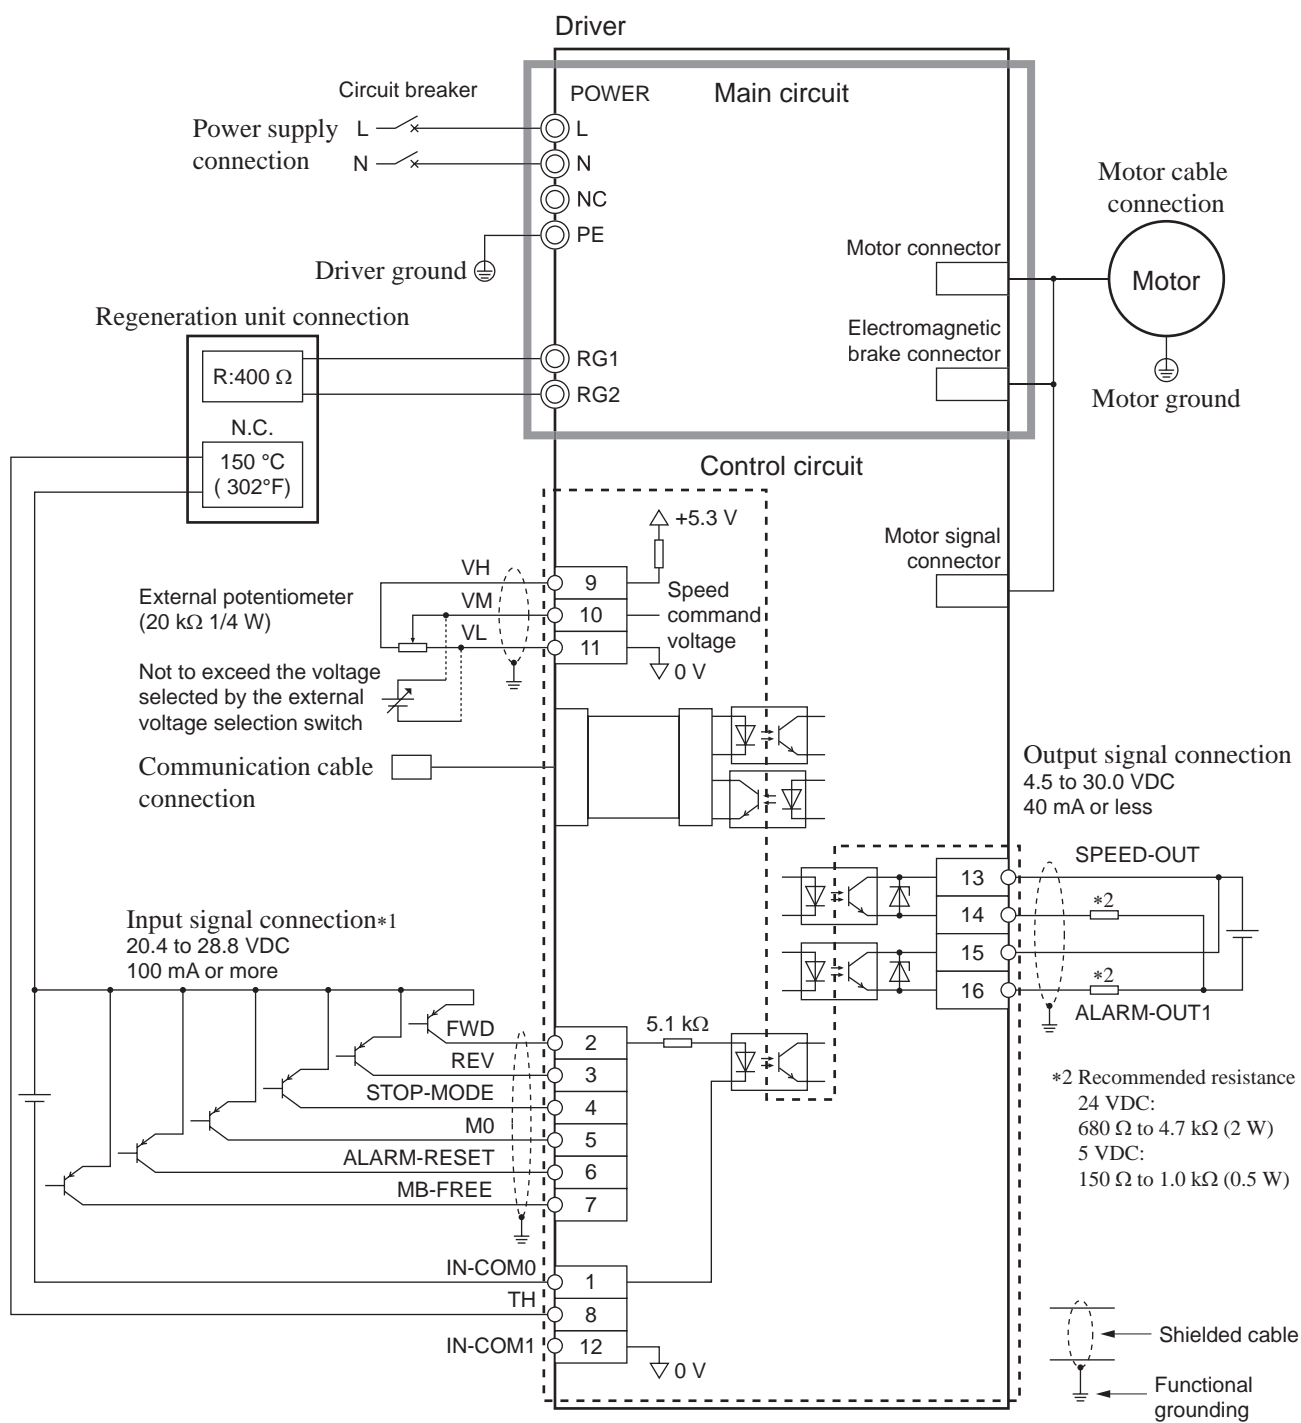 Driver
Circuit breaker
POWER
Main circuit
Power supply
connection
L
L
N
N
NC
PE
Driver ground
Motor cable
connection
Motor connector
Motor
Electromagnetic
brake connector
Motor ground
Regeneration unit connection
R:400 Ω
RG1
RG2
N.C.
150 °C
( 302°F)
Control circuit
+5.3 V
Motor signal
connector
External potentiometer
(20 kΩ 1/4 W)
VH
9
Speed
command
voltage
VM
10
VL
11
0 V
Not to exceed the voltage
selected by the external
voltage selection switch
Communication cable
connection
Output signal connection
4.5 to 30.0 VDC
40 mA or less
SPEED-OUT
13
14
*2
15
16
*2
ALARM-OUT1
Input signal connection*1
20.4 to 28.8 VDC
100 mA or more
FWD
2
5.1 kΩ
REV
3
STOP-MODE
4
M0
5
ALARM-RESET
6
MB-FREE
7
*2 Recommended resistance
24 VDC:
680 Ω to 4.7 kΩ (2 W)
5 VDC:
150 Ω to 1.0 kΩ (0.5 W)
IN-COM0
1
TH
8
IN-COM1
12
0 V
Shielded cable
Functional
grounding